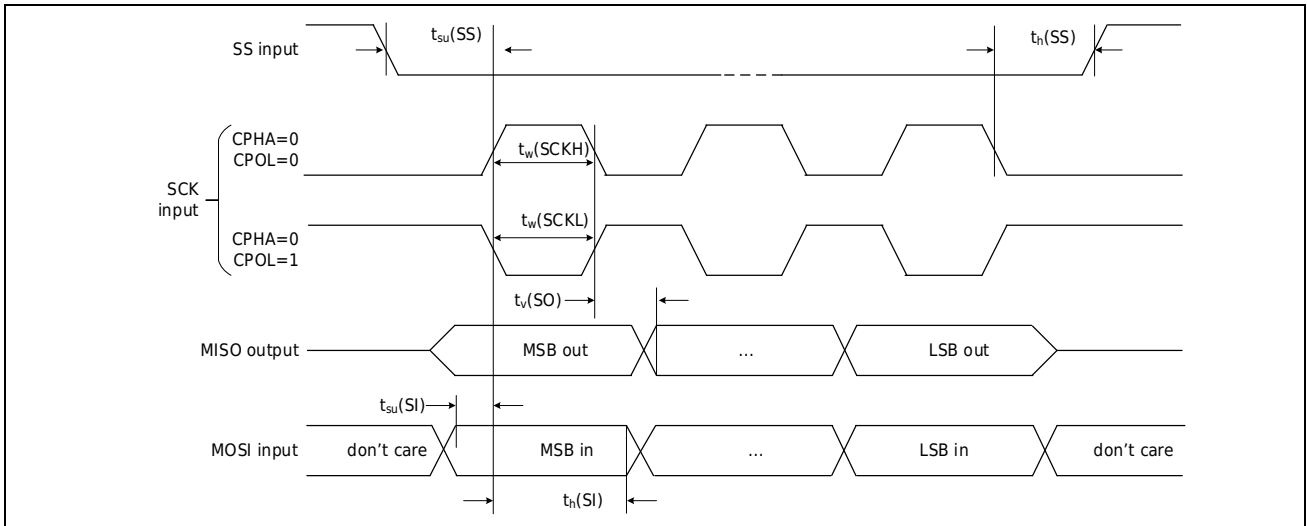 SS input
tsu(SS)
th(SS)
SCK
input
CPHA=0
CPOL=0
tw(SCKH)
CPHA=0
CPOL=1
tw(SCKL)
tv(SO)
MISO output
MSB out
...
LSB out
tsu(SI)
MOSI input
don't care
MSB in
...
LSB in
don't care
th(SI)